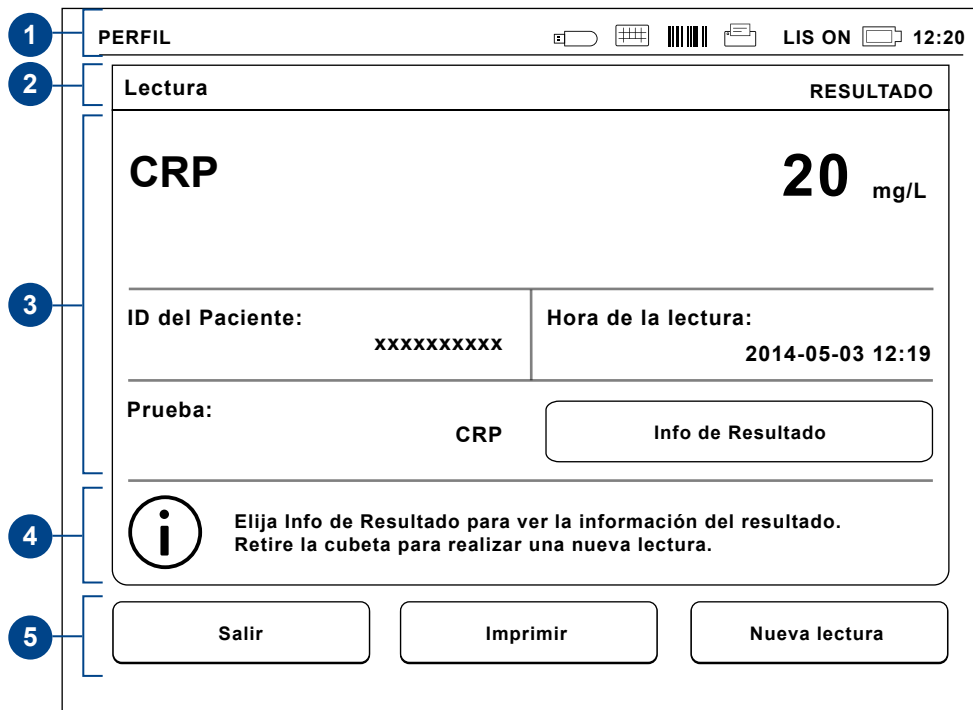 1 PERFIL LIS ON 12:20
2 Lectura RESULTADO
CRP 20 mg/L
3
ID del Paciente: Hora de la lectura:
xxxxxxxxxx 2014-05-03 12:19
Prueba:
CRP Info de Resultado
4
Elija Info de Resultado para ver la información del resultado.
Retire la cubeta para realizar una nueva lectura.
5 Salir Imprimir Nueva lectura